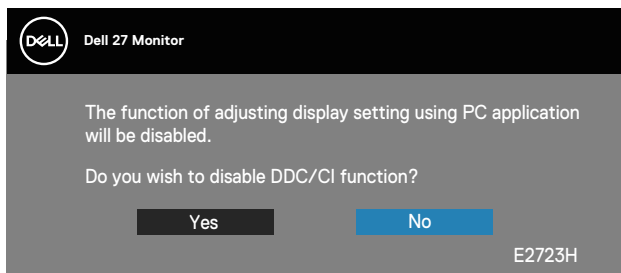 DELL
Dell 27 Monitor
The function of adjusting display setting using PC application
will be disabled.
Do you wish to disable DDC/CI function?
Yes
No
E2723H